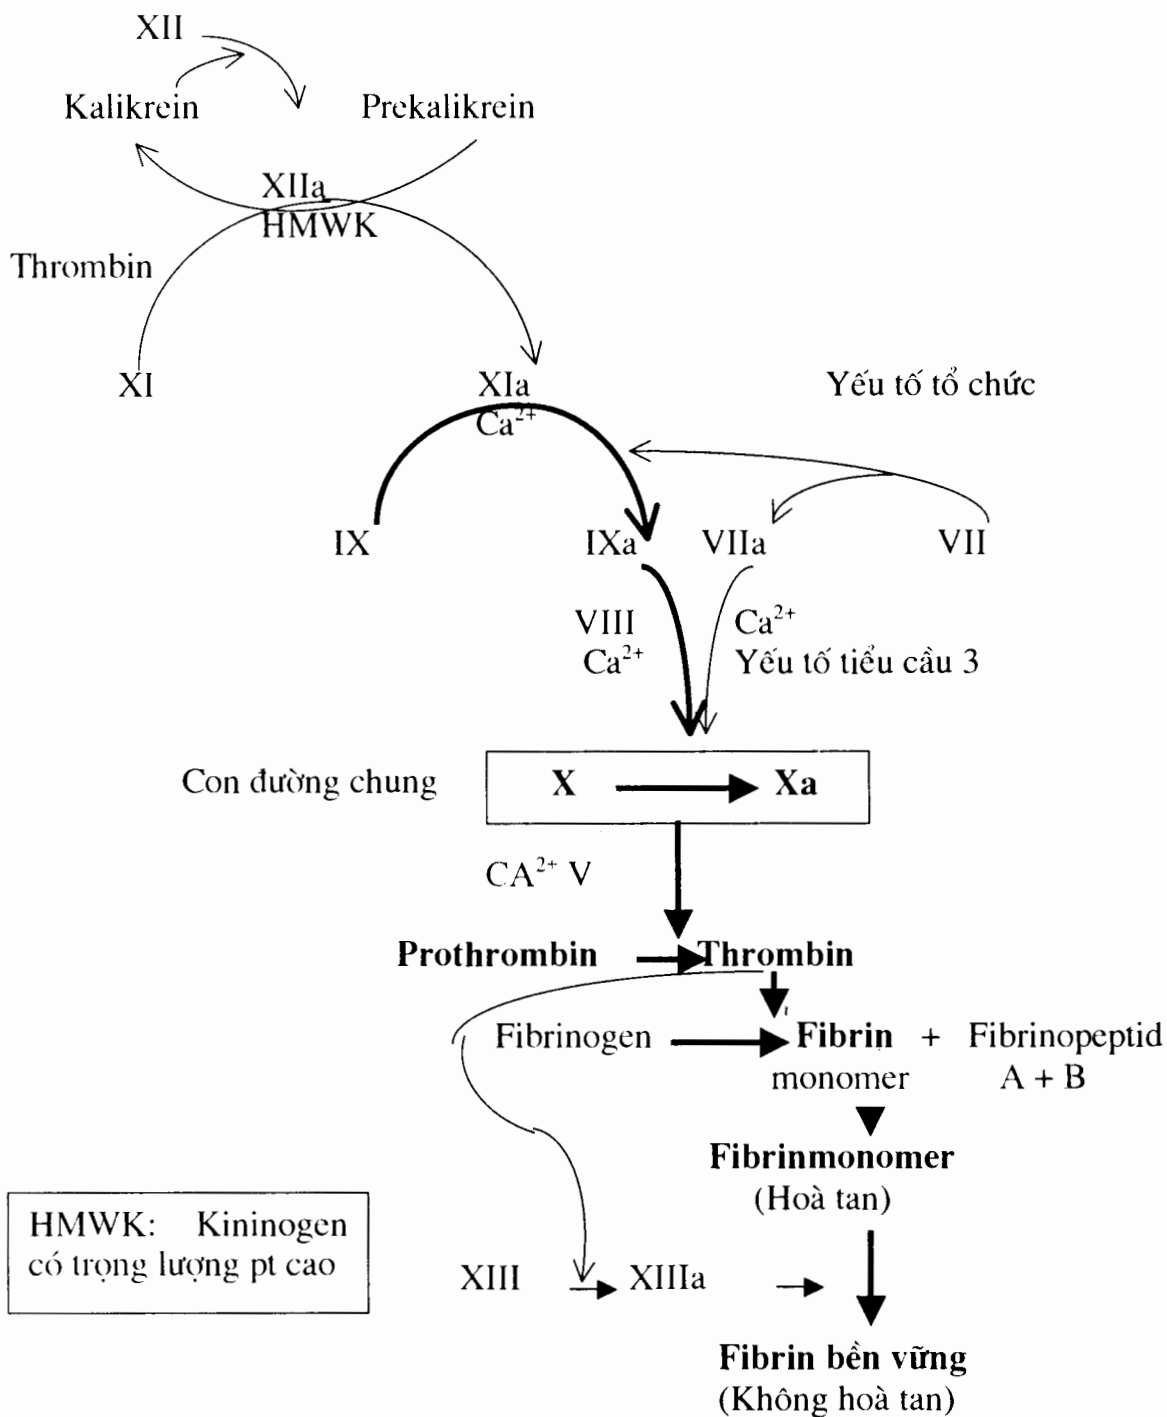 XII
Kalikrein Prekalikrein
XIIa
HMWK
Thrombin
XI XIa Yếu tố tổ chức
Ca²⁺
IX IXa VIIa VII
VIII Ca²⁺
Ca²⁺ Yếu tố tiểu cầu 3
Con đường chung X Xa
CA²⁺ V
Prothrombin Thrombin
Fibrinogen Fibrin + Fibrinopeptid
monomer A + B
Fibrinmonomer
(Hoà tan)
HMWK: Kininogen
có trọng lượng pt cao
XIII XIIIa
Fibrin bền vững
(Không hoà tan)